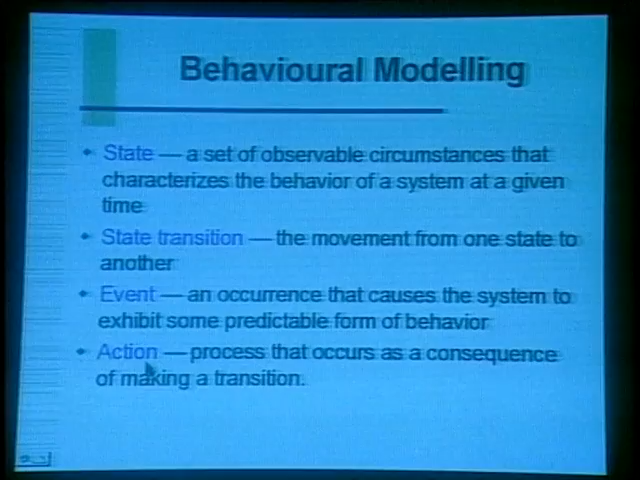 Behavioural Modelling
State — a set of observable circumstances that
characterizes the behavior of a system at a given
time
State transition — the movement from one state to
another
Event — an occurrence that causes the system to
exhibit some predictable form of behavior
Action — process that occurs as a consequence
of making a transition.